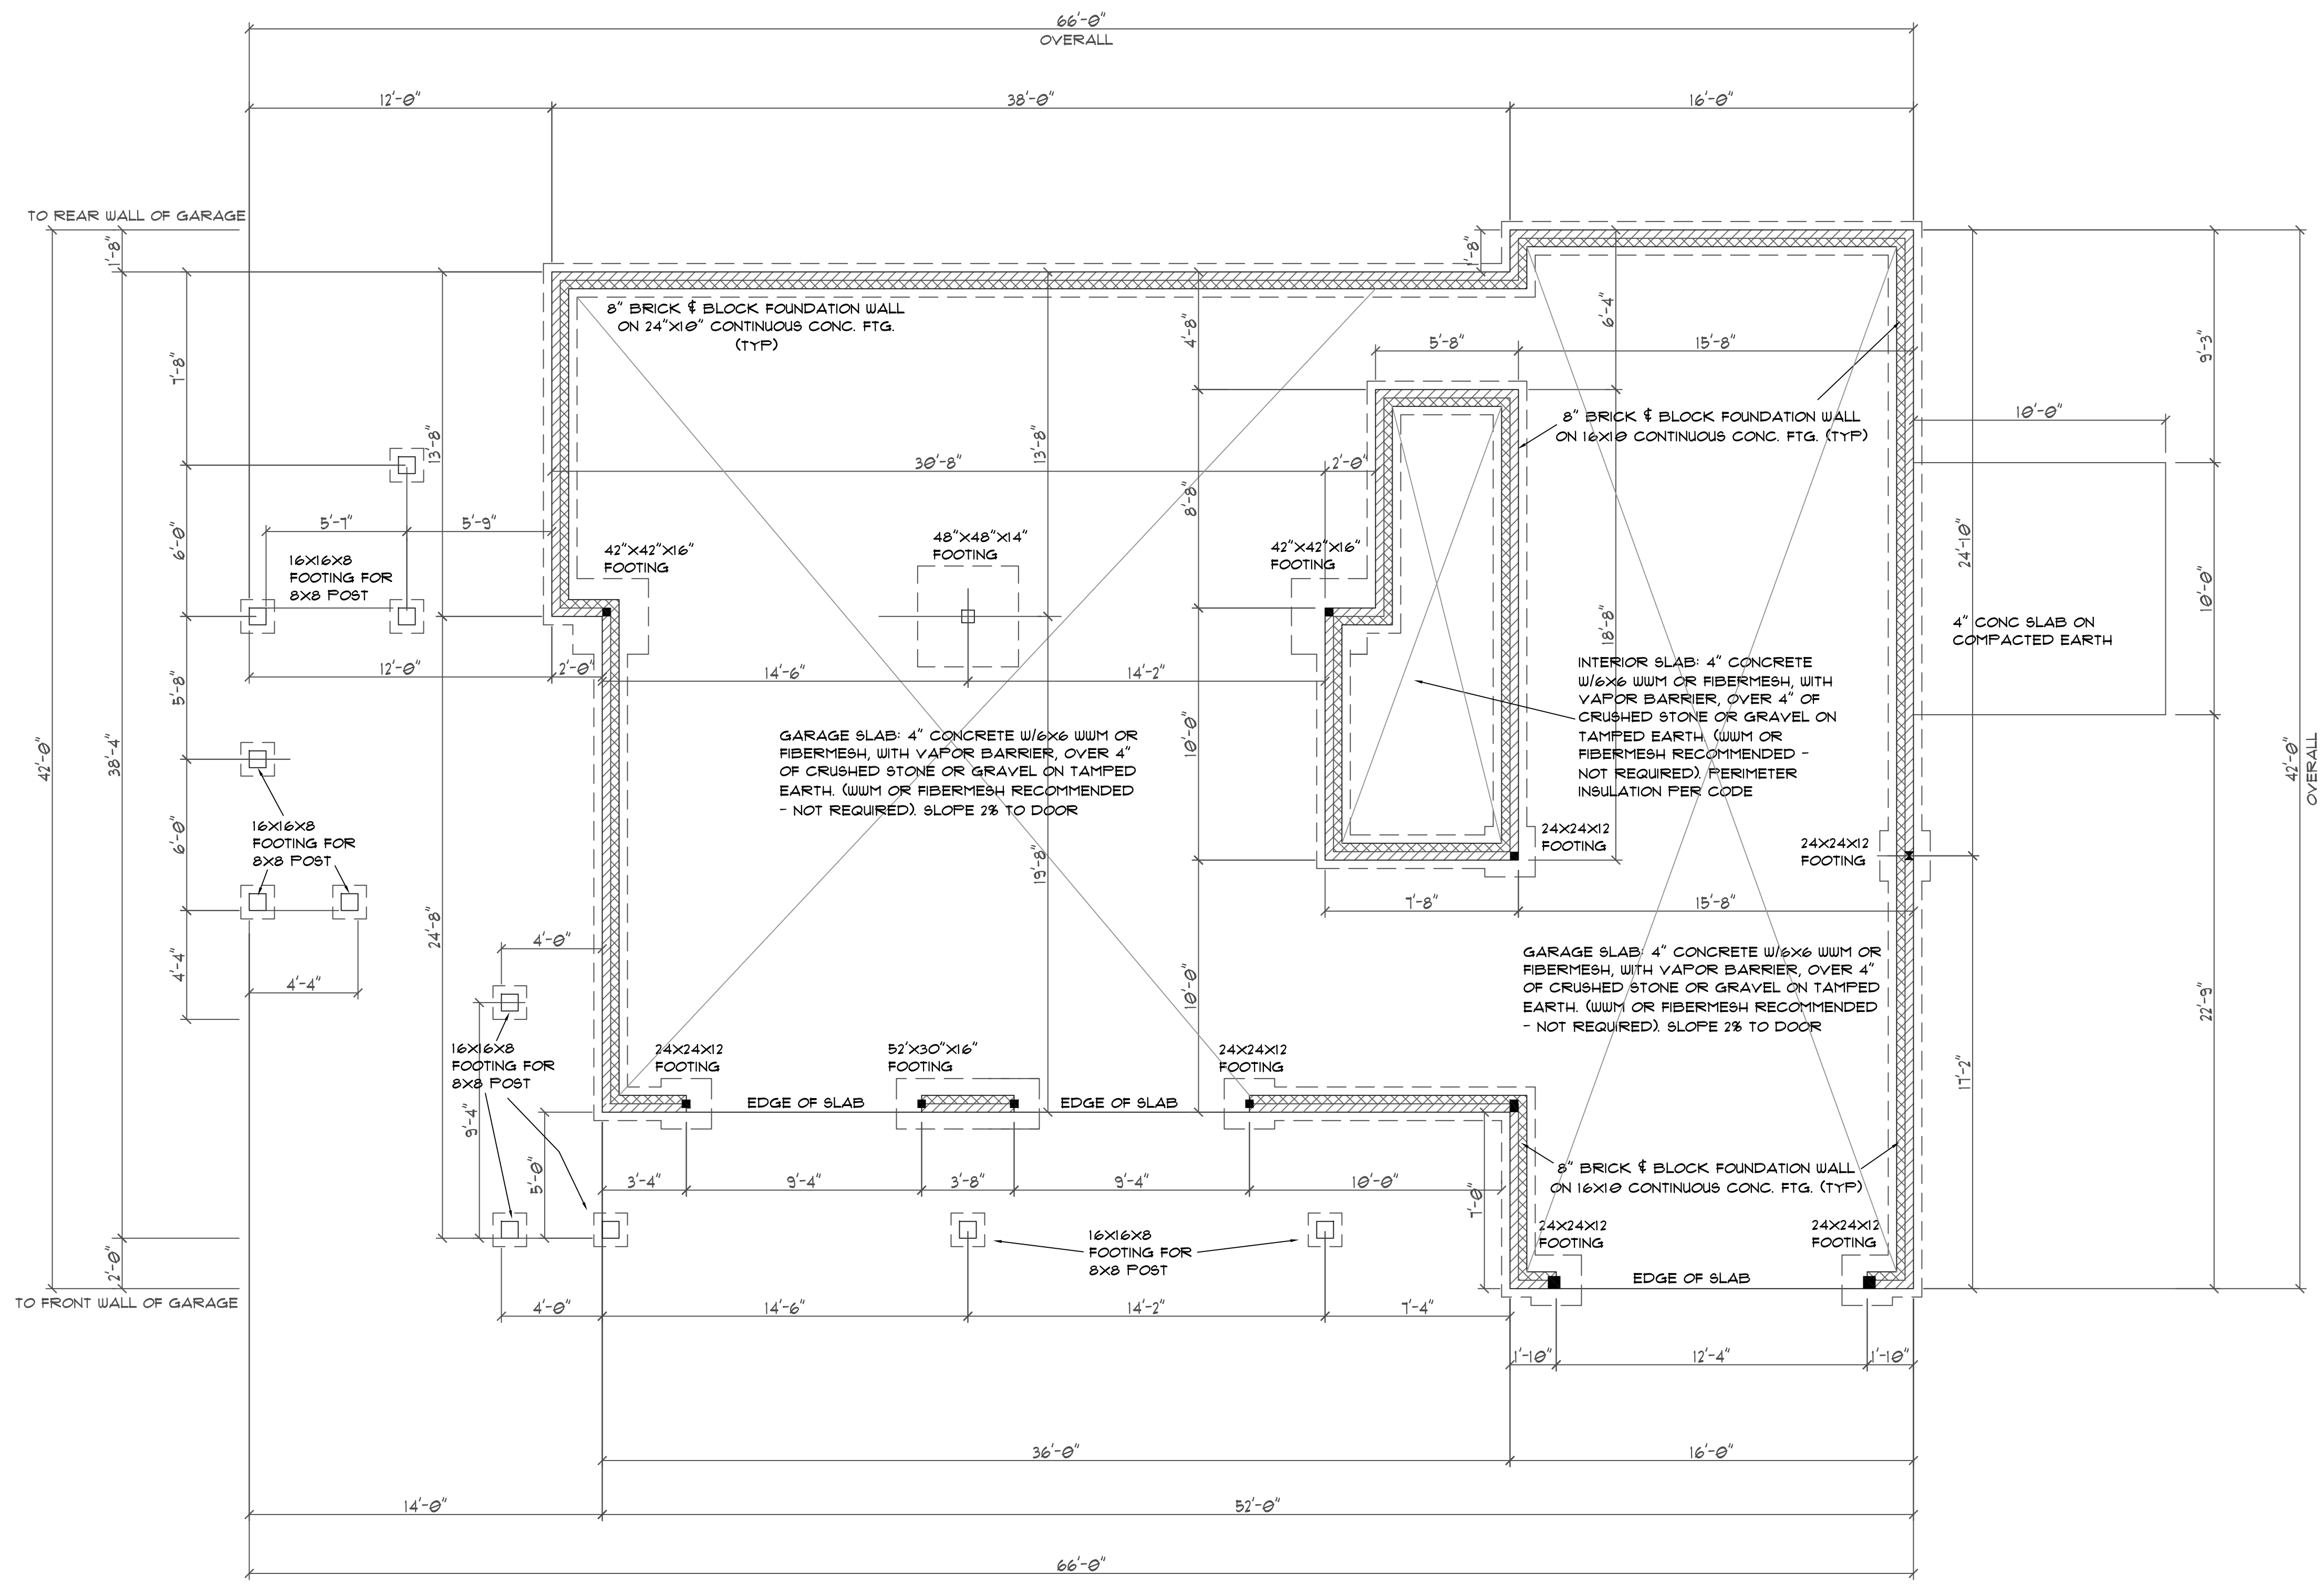 66'-0"
OVERALL
12'-0"
38'-0"
16'-0"
TO REAR WALL OF GARAGE
1'-8"
1'-8"
8" BRICK & BLOCK FOUNDATION WALL
ON 24"X10" CONTINUOUS CONC. FTG.
(TYP)
4'-8"
6'-4"
7'-8"
13'-8"
13'-8"
5'-8"
15'-8"
9'-3"
8" BRICK & BLOCK FOUNDATION WALL
ON 16X10 CONTINUOUS CONC. FTG. (TYP)
10'-0"
30'-8"
2'-0"
8'-8"
5'-7"
5'-9"
6'-0"
16X16X8
FOOTING FOR
8X8 POST
42"X42"X16"
FOOTING
48"X48"X14"
FOOTING
42"X42"X16"
FOOTING
24'-10"
10'-0"
18'-8"
4" CONC SLAB ON
COMPACTED EARTH
12'-0"
2'-0"
14'-6"
14'-2"
5'-8"
INTERIOR SLAB: 4" CONCRETE
W/6X6 WWM OR FIBERMESH, WITH
VAPOR BARRIER, OVER 4" OF
CRUSHED STONE OR GRAVEL ON
TAMPED EARTH. (WWM OR
FIBERMESH RECOMMENDED -
NOT REQUIRED). PERIMETER
INSULATION PER CODE
42'-0"
38'-4"
10'-0"
42'-0"
OVERALL
GARAGE SLAB: 4" CONCRETE W/6X6 WWM OR
FIBERMESH, WITH VAPOR BARRIER, OVER 4"
OF CRUSHED STONE OR GRAVEL ON TAMPED
EARTH. (WWM OR FIBERMESH RECOMMENDED
- NOT REQUIRED). SLOPE 2% TO DOOR
6'-0"
16X16X8
FOOTING FOR
8X8 POST
19'-8"
24X24X12
FOOTING
24X24X12
FOOTING
7'-8"
15'-8"
24'-8"
4'-0"
4'-4"
4'-4"
10'-0"
GARAGE SLAB: 4" CONCRETE W/6X6 WWM OR
FIBERMESH, WITH VAPOR BARRIER, OVER 4"
OF CRUSHED STONE OR GRAVEL ON TAMPED
EARTH. (WWM OR FIBERMESH RECOMMENDED
- NOT REQUIRED). SLOPE 2% TO DOOR
22'-9"
17'-2"
16X16X8
FOOTING FOR
8X8 POST
24X24X12
FOOTING
52'X30"X16"
FOOTING
24X24X12
FOOTING
EDGE OF SLAB
EDGE OF SLAB
9'-4"
5'-0"
3'-4"
9'-4"
3'-8"
9'-4"
10'-0"
7'-0"
8" BRICK & BLOCK FOUNDATION WALL
ON 16X10 CONTINUOUS CONC. FTG. (TYP)
16X16X8
FOOTING FOR
8X8 POST
24X24X12
FOOTING
24X24X12
FOOTING
EDGE OF SLAB
2'-0"
TO FRONT WALL OF GARAGE
4'-0"
14'-6"
14'-2"
7'-4"
1'-10"
12'-4"
1'-10"
36'-0"
16'-0"
14'-0"
52'-0"
66'-0"